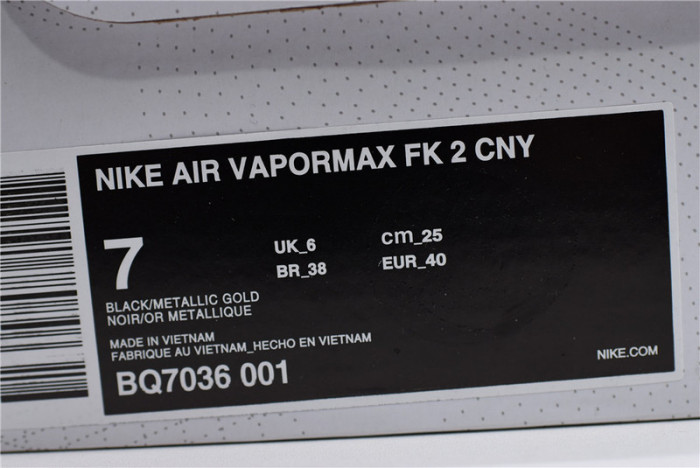 NIKE AIR VAPORMAX FK 2 CNY
7
UK_6 cm_25
BR_38 EUR_40
BLACK/METALLIC GOLD
NOIR/OR METALLIQUE
MADE IN VIETNAM
FABRIQUE AU VIETNAM_HECHO EN VIETNAM
BQ7036 001
NIKE.COM